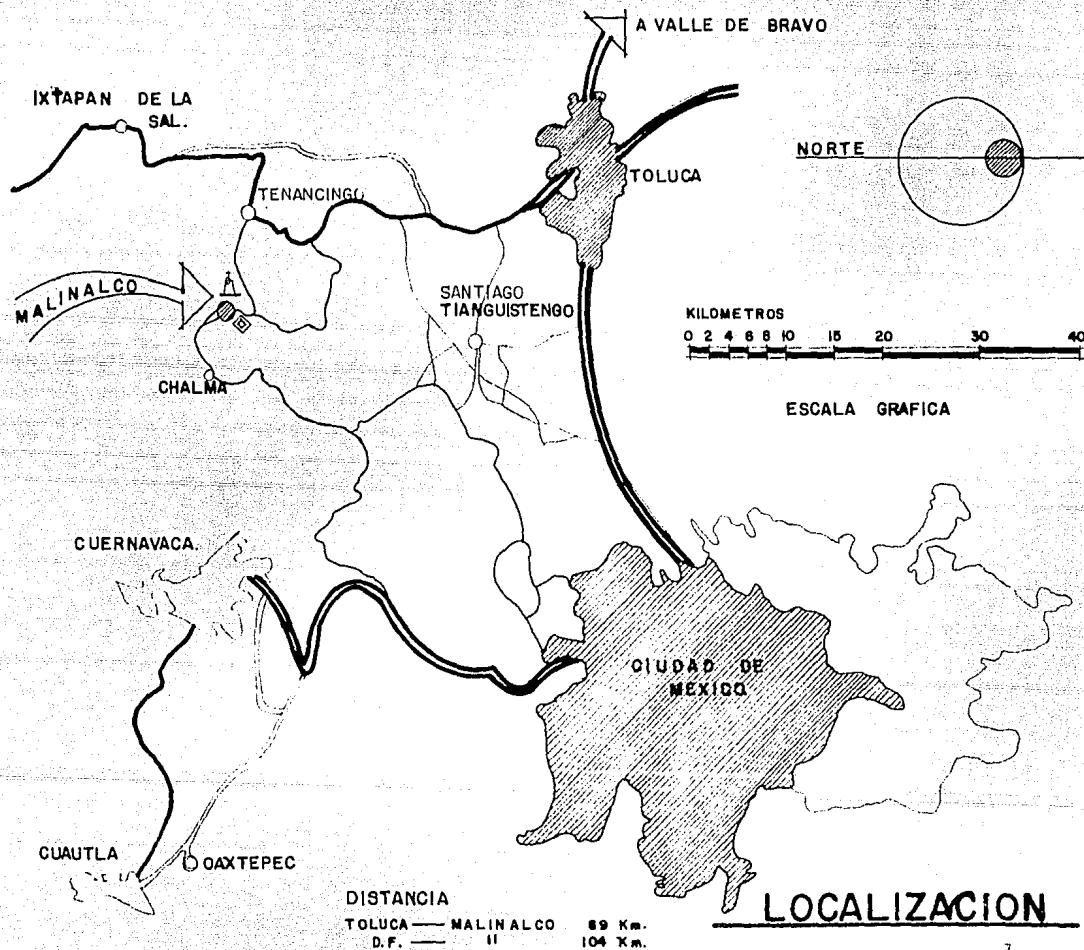 A VALLE DE BRAVO
IXTAPAN DE LA
SAL.
NORTE
TOLUCA
TENANCINGO
MALINALCO
SANTIAGO
TIANGUISTENGO
KILOMETROS
0 2 4 6 8 10 15 20 30 40
CHALMA
ESCALA GRAFICA
CUERNAVACA.
CIUDAD DE
MEXICO
CUAUTLA
OAXTEPEC
DISTANCIA
TOLUCA — MALINALCO 69 Km.
D.F. — " 104 Km.
LOCALIZACION
7